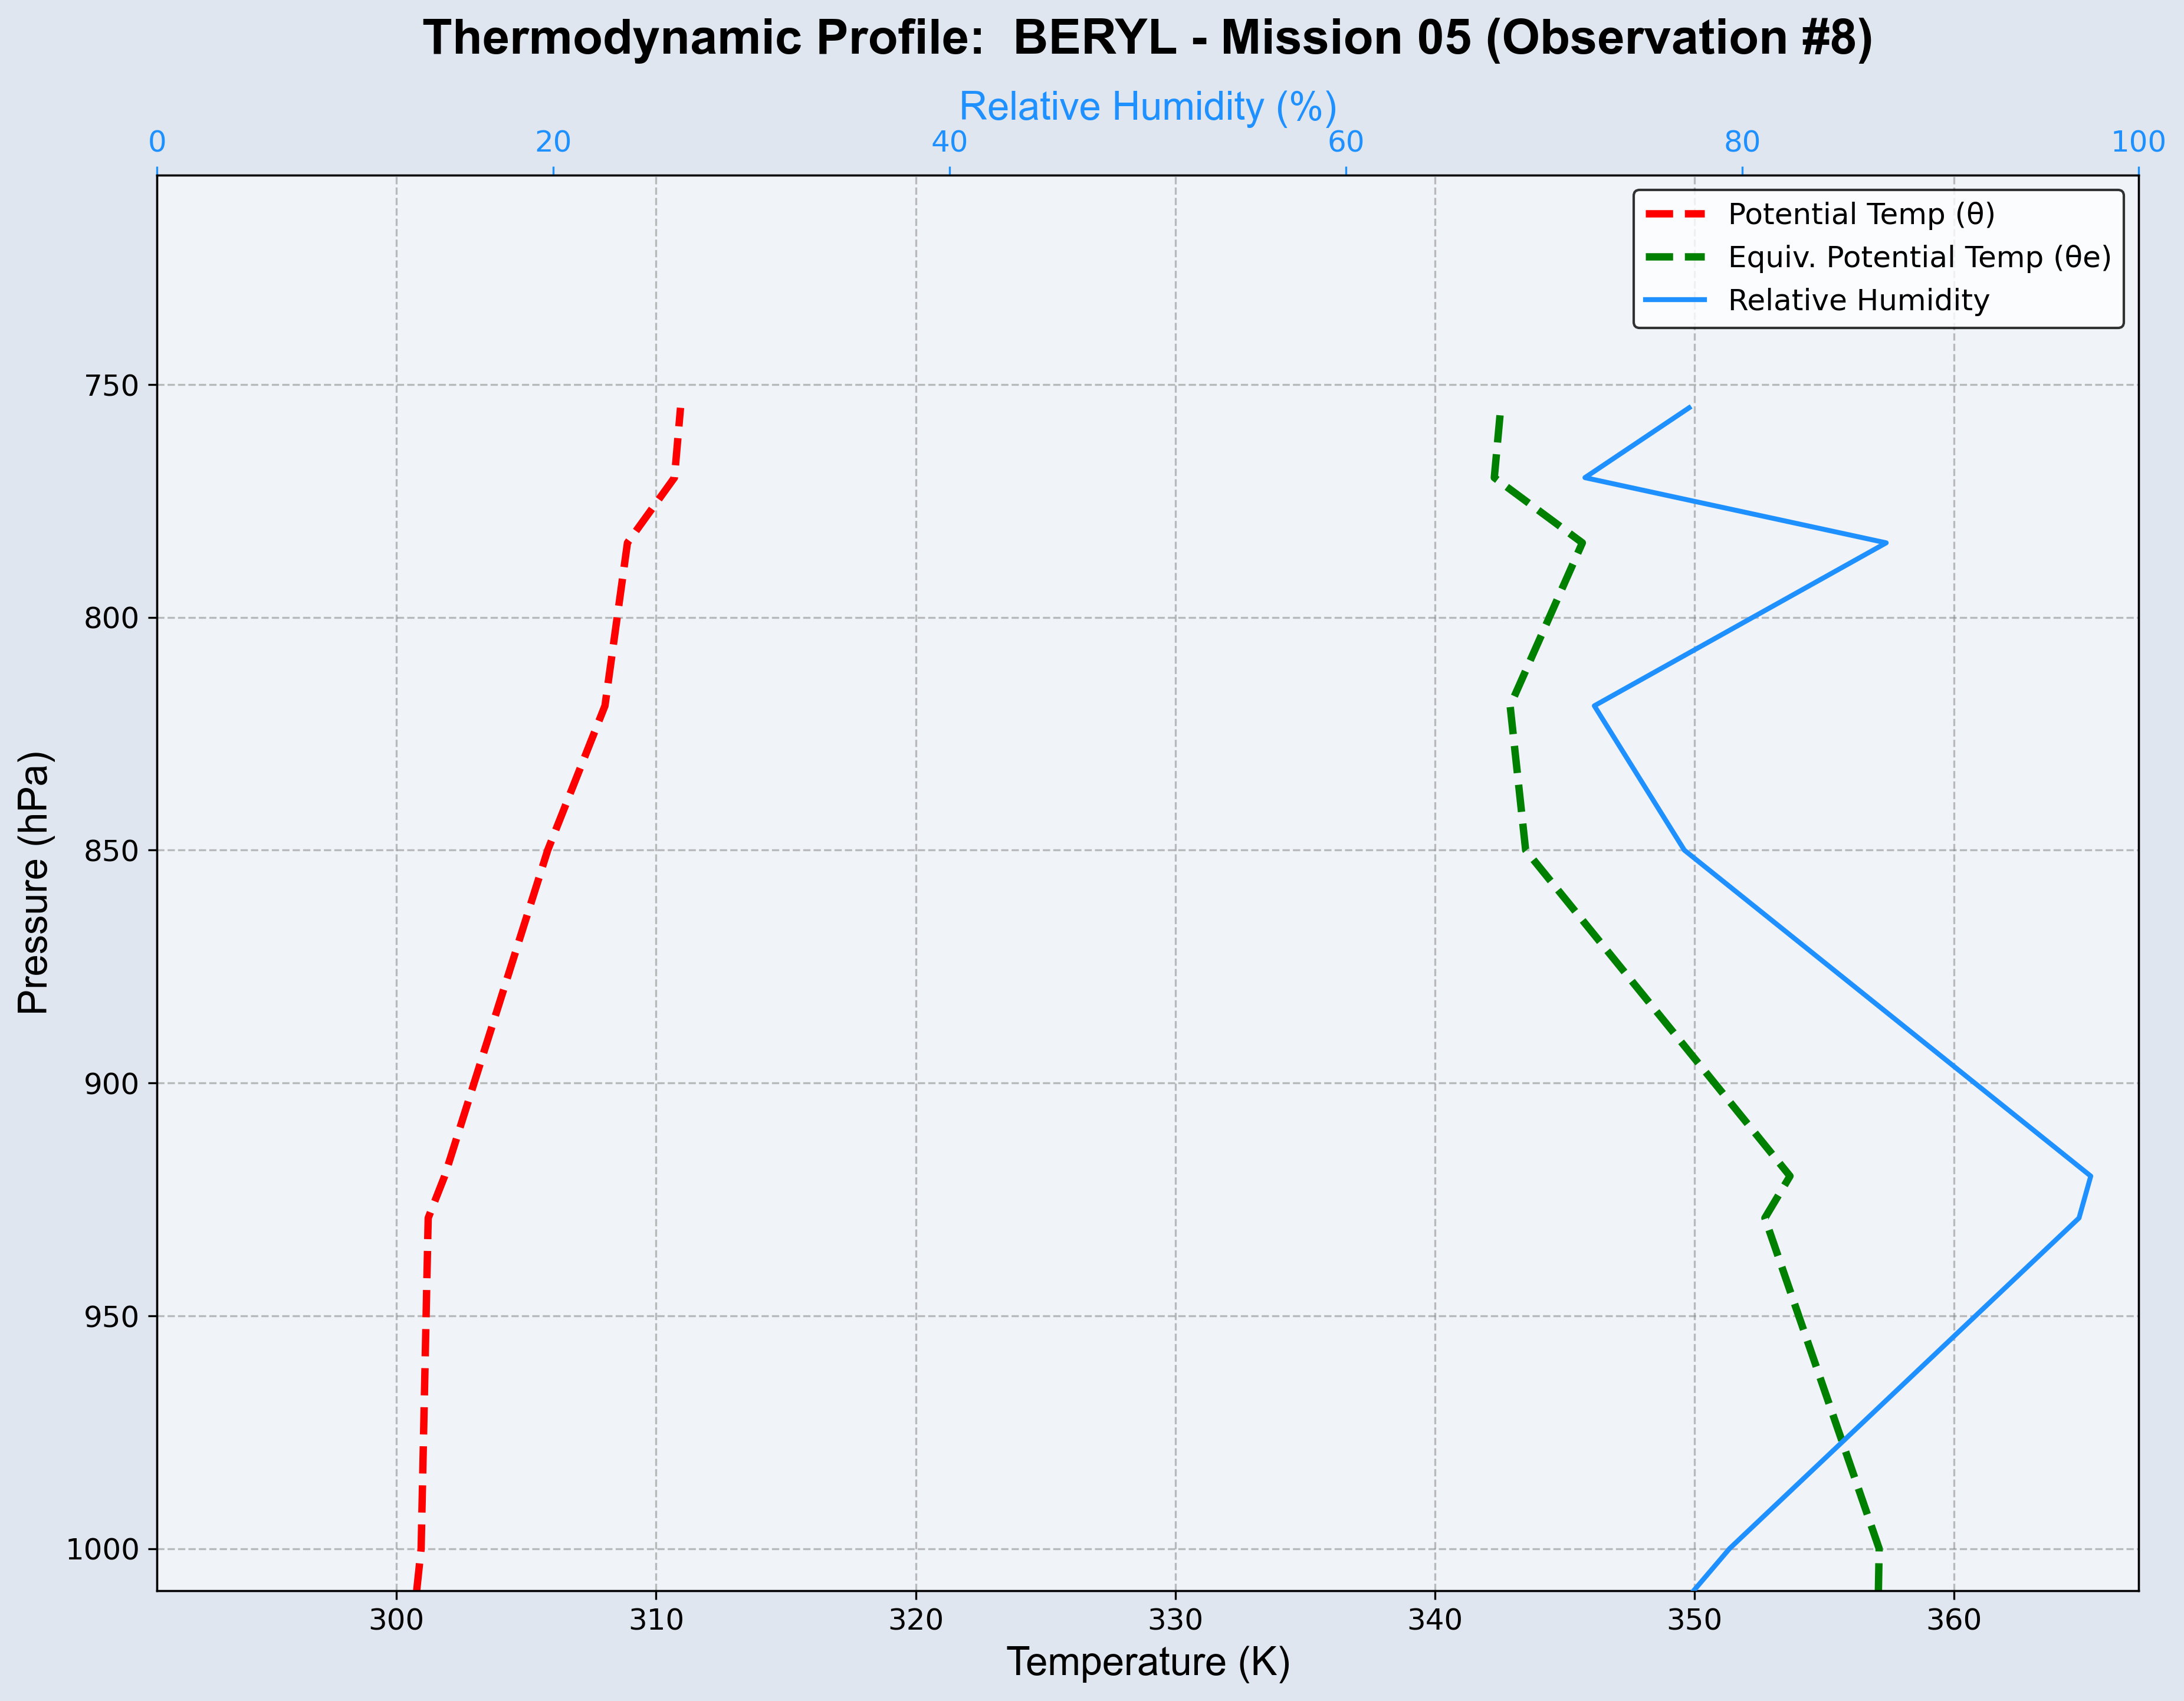 Thermodynamic Profile:  BERYL - Mission 05 (Observation #8)
Relative Humidity (%)
0 20 40 60 80 100
Potential Temp (θ)
Equiv. Potential Temp (θe)
Relative Humidity
750
800
850
900
950
1000
Pressure (hPa)
300 310 320 330 340 350 360
Temperature (K)